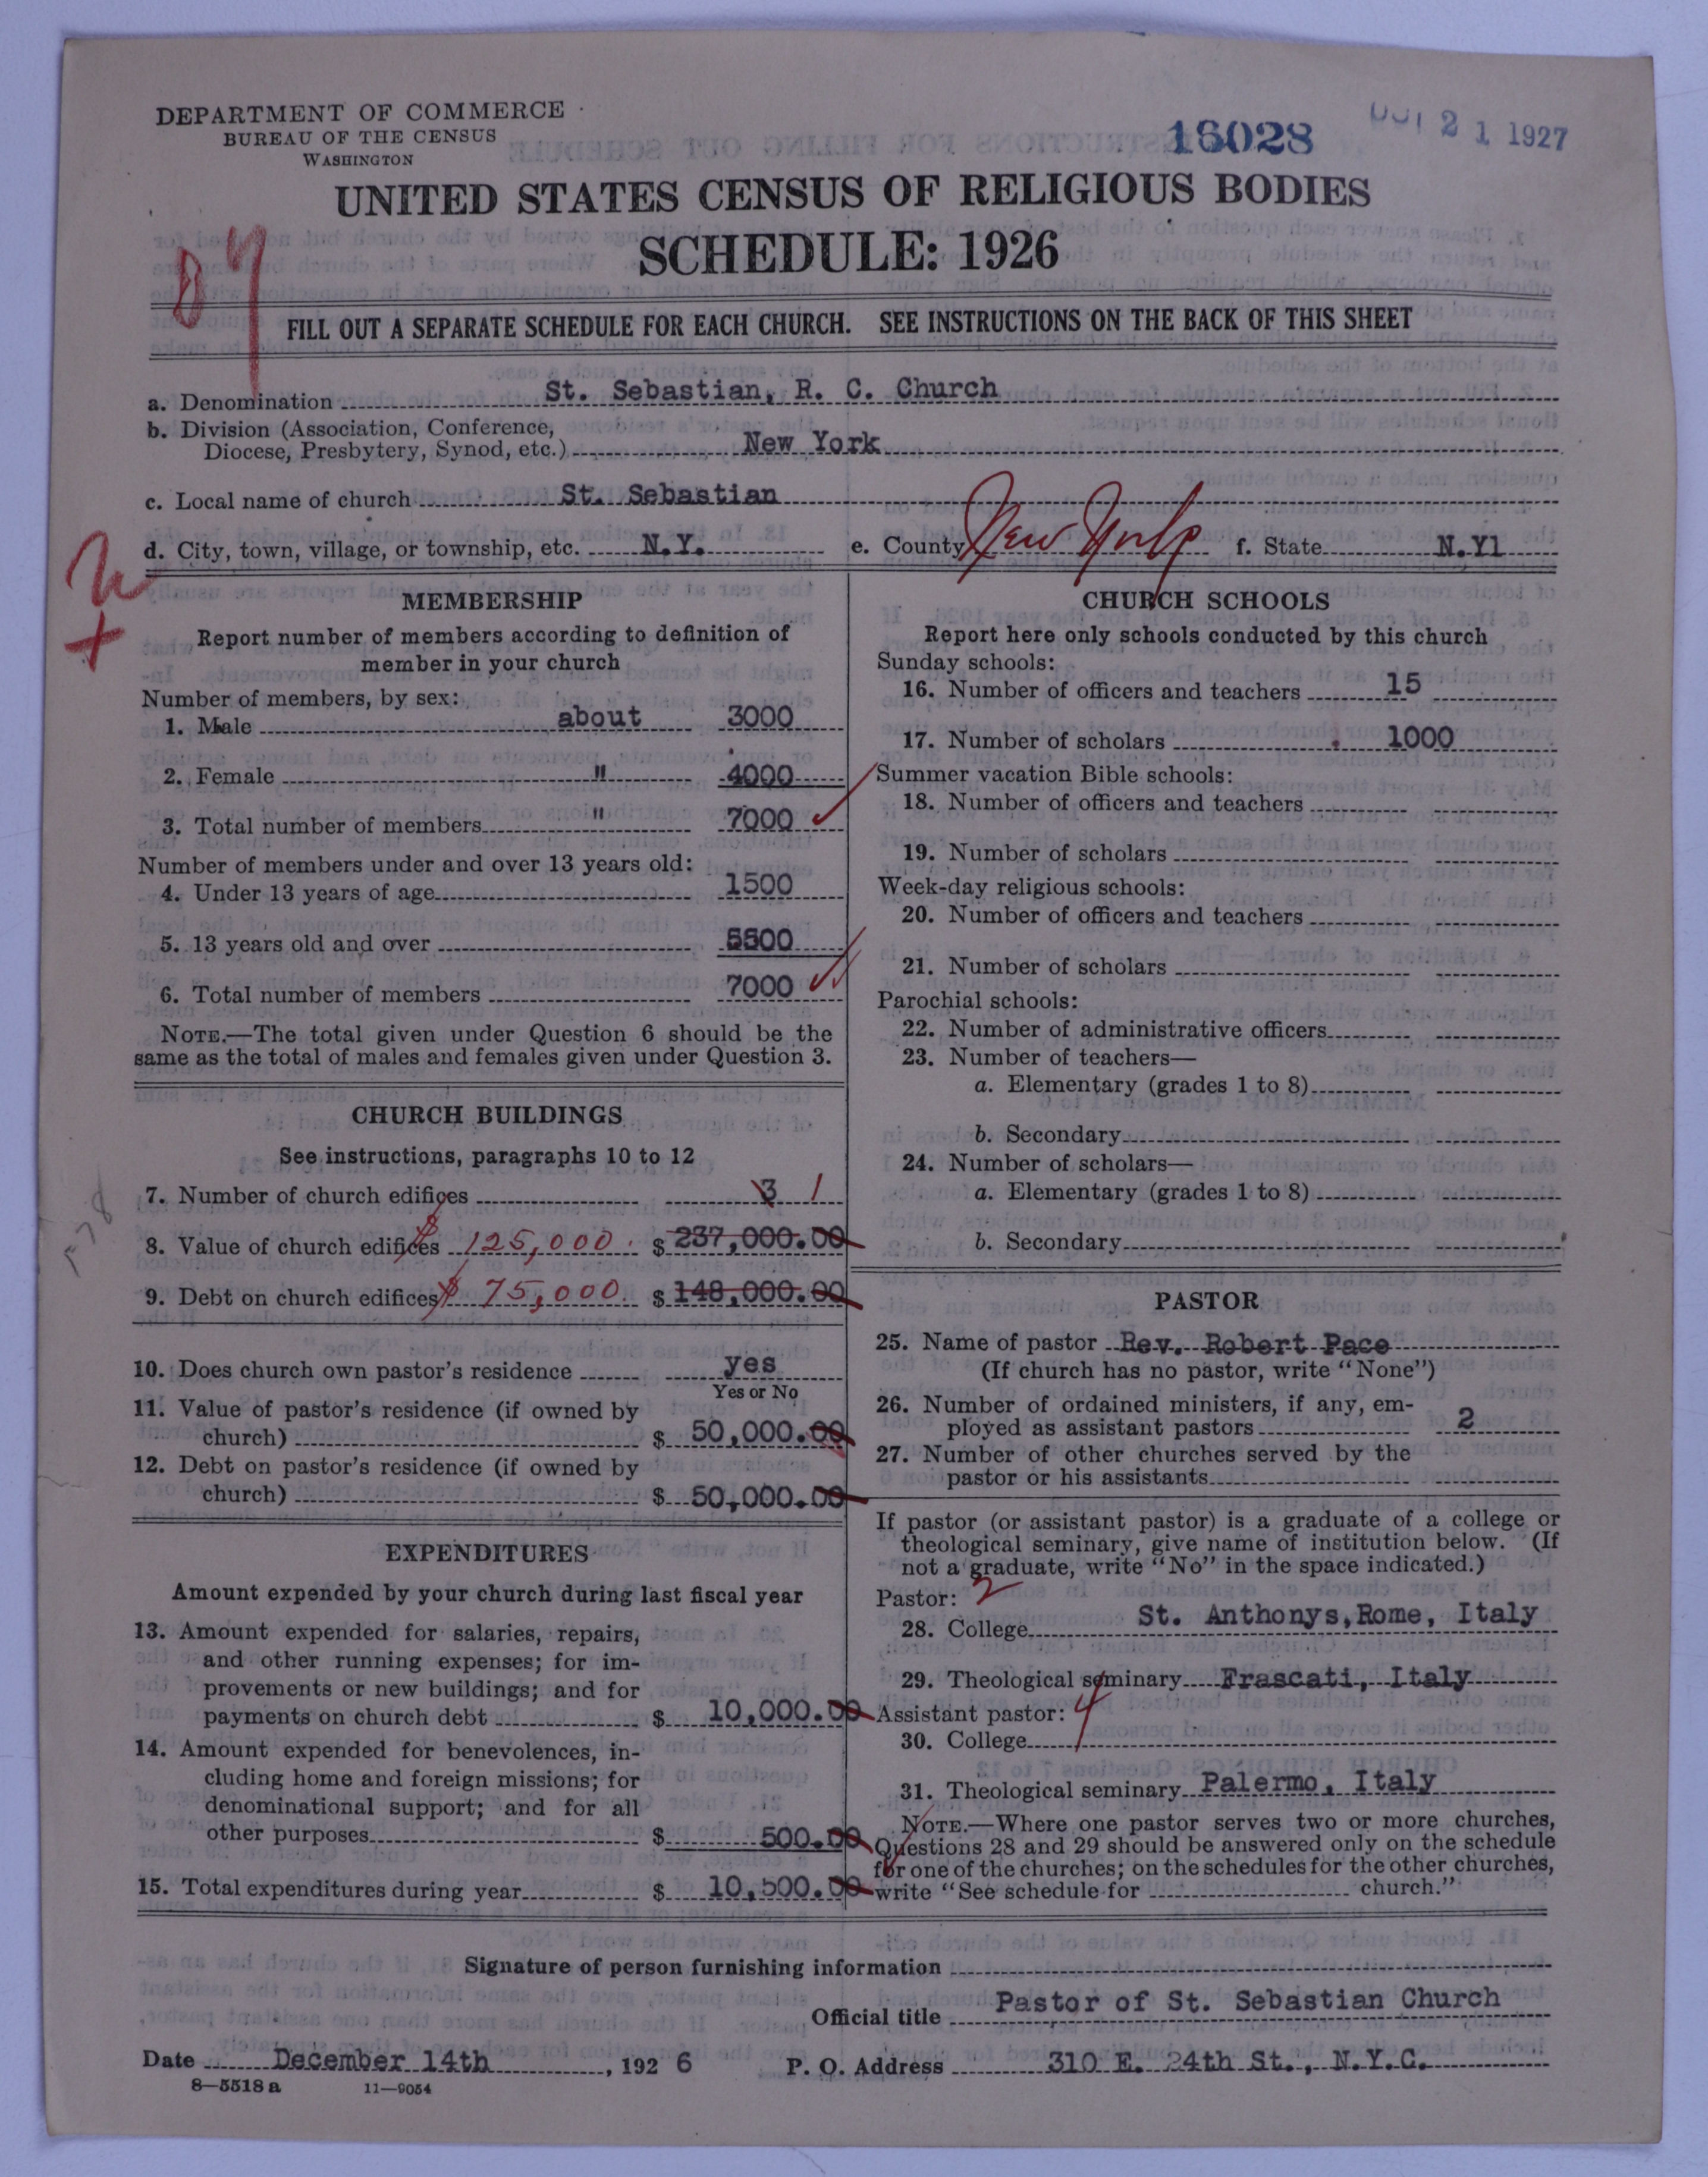 DEPARTMENT OF COMMERCE
BUREAU OF THE CENSUS
WASHINGTON
16028
OCT 21 1927
UNITED STATES CENSUS OF RELIGIOUS BODIES
SCHEDULE: 1926
FILL OUT A SEPARATE SCHEDULE FOR EACH CHURCH. SEE INSTRUCTIONS ON THE BACK OF THIS SHEET
a. Denomination St. Sebastian, R. C. Church
b. Division (Association, Conference,
Diocese, Presbytery, Synod, etc.) New York
c. Local name of church St. Sebastian
d. City, town, village, or township, etc. N.Y. e. County New York f. State N.Yl
MEMBERSHIP
Report number of members according to definition of
member in your church
Number of members, by sex:
1. Male about 3000
2. Female " 4000
3. Total number of members " 7000
Number of members under and over 13 years old:
4. Under 13 years of age 1500
5. 13 years old and over 5500
6. Total number of members 7000
NOTE.—The total given under Question 6 should be the
same as the total of males and females given under Question 3.
CHURCH BUILDINGS
See instructions, paragraphs 10 to 12
7. Number of church edifices 3 1
8. Value of church edifices $125,000. $ 237,000.00
9. Debt on church edifices $75,000. $ 148,000.00
10. Does church own pastor's residence yes
Yes or No
11. Value of pastor's residence (if owned by
church) $ 50,000.00
12. Debt on pastor's residence (if owned by
church) $ 50,000.00
EXPENDITURES
Amount expended by your church during last fiscal year
13. Amount expended for salaries, repairs,
and other running expenses; for im-
provements or new buildings; and for
payments on church debt $ 10,000.00
14. Amount expended for benevolences, in-
cluding home and foreign missions; for
denominational support; and for all
other purposes $ 500.00
15. Total expenditures during year $ 10,500.00
CHURCH SCHOOLS
Report here only schools conducted by this church
Sunday schools:
16. Number of officers and teachers 15
17. Number of scholars 1000
Summer vacation Bible schools:
18. Number of officers and teachers
19. Number of scholars
Week-day religious schools:
20. Number of officers and teachers
21. Number of scholars
Parochial schools:
22. Number of administrative officers
23. Number of teachers—
a. Elementary (grades 1 to 8)
b. Secondary
24. Number of scholars—
a. Elementary (grades 1 to 8)
b. Secondary
PASTOR
25. Name of pastor Rev. Robert Pace
(If church has no pastor, write "None")
26. Number of ordained ministers, if any, em-
ployed as assistant pastors 2
27. Number of other churches served by the
pastor or his assistants
If pastor (or assistant pastor) is a graduate of a college or
theological seminary, give name of institution below. (If
not a graduate, write "No" in the space indicated.)
Pastor: 2
28. College St. Anthonys, Rome, Italy
29. Theological seminary Frascati, Italy
Assistant pastor: 4
30. College
31. Theological seminary Palermo, Italy
NOTE.—Where one pastor serves two or more churches,
Questions 28 and 29 should be answered only on the schedule
for one of the churches; on the schedules for the other churches,
write "See schedule for church."
Signature of person furnishing information
Official title Pastor of St. Sebastian Church
Date December 14th, 1926 P. O. Address 310 E. 24th St., N.Y.C.
8—5518 a 11—9054